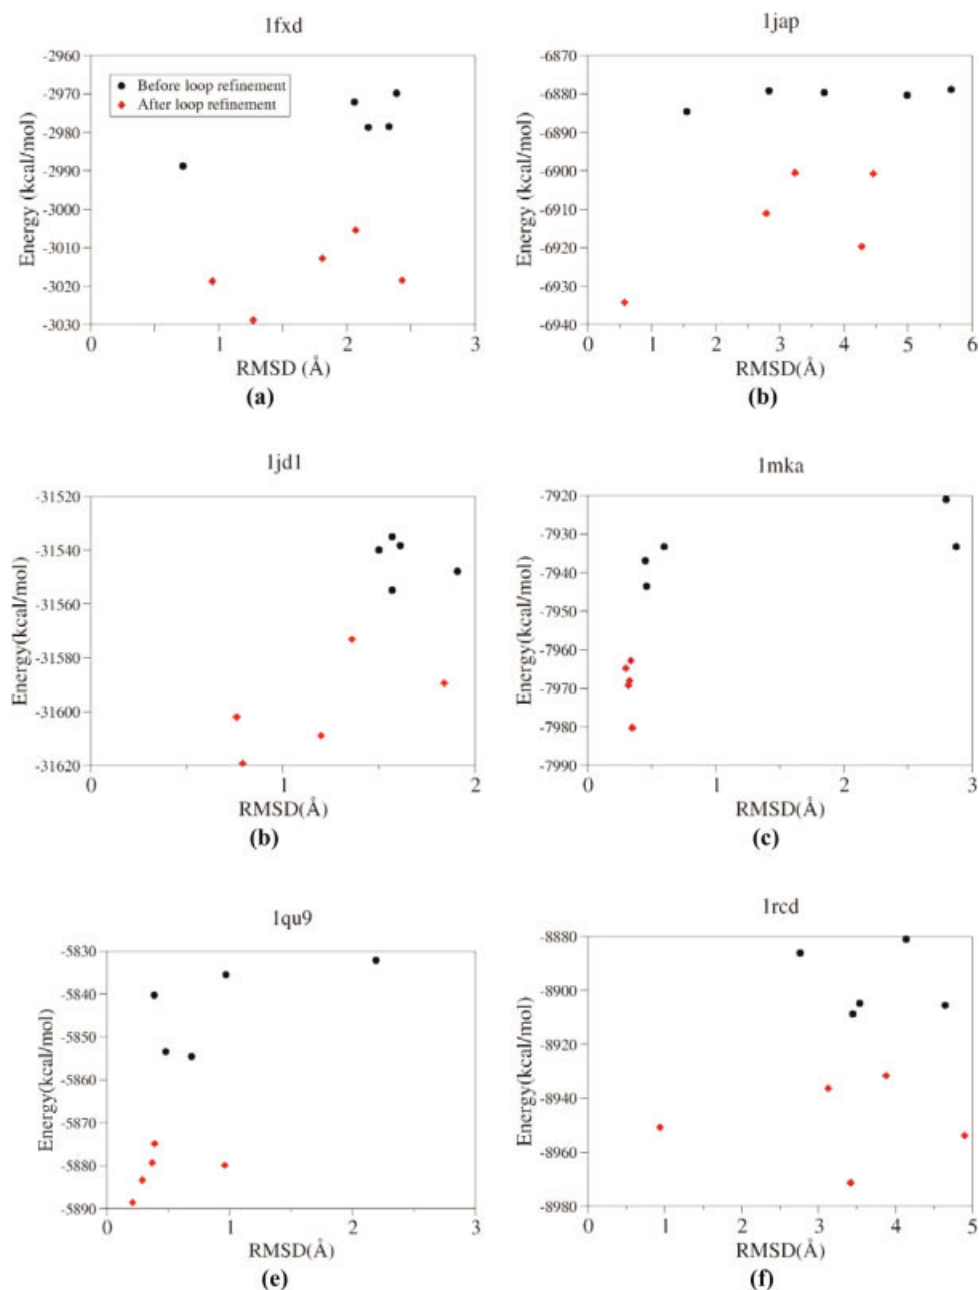 1fxd
-2960
-2970
-2980
-2990
-3000
-3010
-3020
-3030
Energy (kcal/mol)
Before loop refinement
After loop refinement
0 1 2 3
RMSD (Å)
(a)
1jap
-6870
-6880
-6890
-6900
-6910
-6920
-6930
-6940
Energy (kcal/mol)
0 1 2 3 4 5 6
RMSD(Å)
(b)
1jd1
-31520
-31540
-31560
-31580
-31600
-31620
Energy(kcal/mol)
0 1 2
RMSD(Å)
(b)
1mka
-7920
-7930
-7940
-7950
-7960
-7970
-7980
-7990
Energy(kcal/mol)
0 1 2 3
RMSD(Å)
(c)
1qu9
-5830
-5840
-5850
-5860
-5870
-5880
-5890
Energy(kcal/mol)
0 1 2 3
RMSD(Å)
(e)
1rcd
-8880
-8900
-8920
-8940
-8960
-8980
Energy(kcal/mol)
0 1 2 3 4 5
RMSD(Å)
(f)